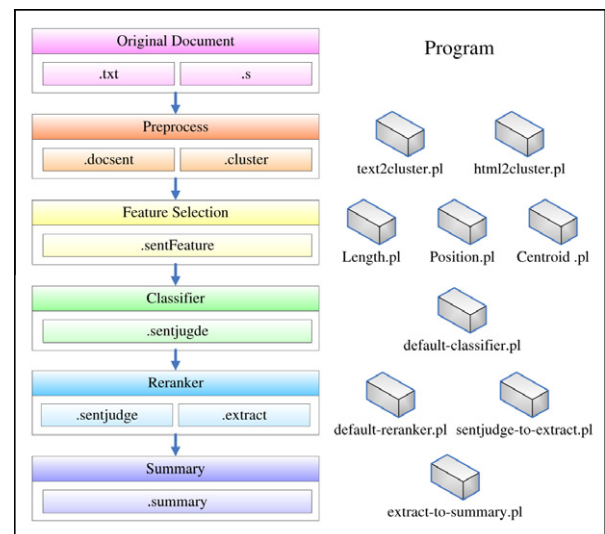 Original Document
.txt
.s
Program
Preprocess
.docsent
.cluster
text2cluster.pl
html2cluster.pl
Feature Selection
.sentFeature
Length.pl
Position.pl
Centroid .pl
Classifier
.sentjugde
default-classifier.pl
Reranker
.sentjudge
.extract
default-reranker.pl
sentjudge-to-extract.pl
Summary
.summary
extract-to-summary.pl